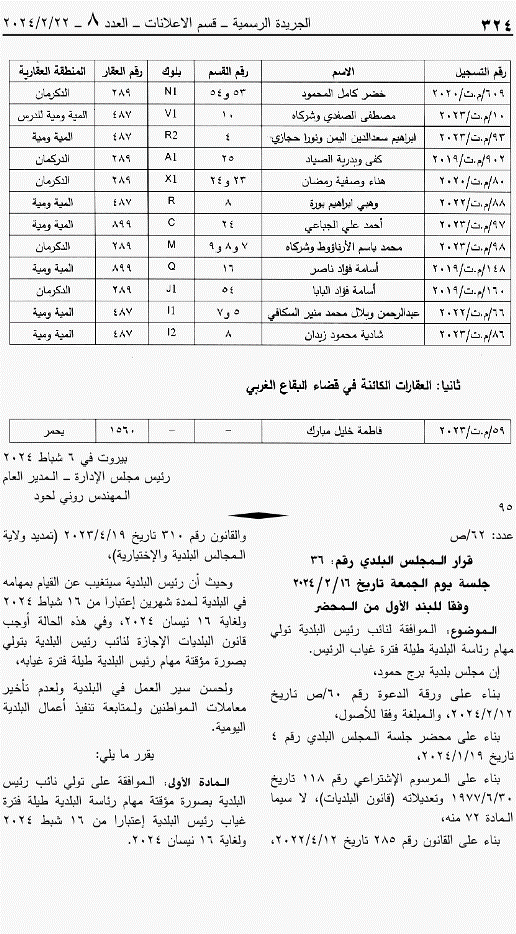 ٣٢٤
الجريدة الرسمية – قسم الاعلانات – العدد ٨ – ٢٠٢٤/٢/٢٢
رقم التسجيل الاسم رقم القسم بلوك رقم العقار المنطقة العقارية
٦٠٩/م.ت/٢٠٢٠ خضر كامل المحمود ٥٣ و٥٤ N1 ٢٨٩ الدكرمان
١٠/م.ت/٢٠٢٣ مصطفى الصفدي وشركاه ١٠ V1 ٤٨٧ المية ومية لندرس
٩٣/م.ت/٢٠٢٣ ابراهيم سعدالدين اليمن ونورا حجازي ٤ R2 ٤٨٧ المية ومية
٩٠٢/م.ت/٢٠١٩ كفى وبدرية الصياد ٢٥ A1 ٢٨٩ الدركمان
٨٠/م.ت/٢٠٢٠ هناء وصفية رمضان ٢٣ و٢٤ X1 ٢٨٩ الدكرمان
٨٨/م.ت/٢٠٢٢ وهبي ابراهيم بورة ٨ R ٤٨٧ المية ومية
٩٧/م.ت/٢٠٢٣ أحمد علي الجباعي ٢٤ C ٨٩٩ المية ومية
٩٨/م.ت/٢٠٢٣ محمد باسم الأرناؤوط وشركاه ٧ و٨ و٩ M ٢٨٩ الدكرمان
١٤٨/م.ت/٢٠١٩ أسامة فؤاد ناصر ١٦ Q ٨٩٩ المية ومية
١٦٠/م.ت/٢٠١٩ أسامة فؤاد البابا ٥٤ J1 ٢٨٩ الدكرمان
٦٦/م.ت/٢٠٢٢ عبدالرحمن وبلال محمد منير السكافي ٥ و٧ I1 ٤٨٧ المية ومية
٨٦/م.ت/٢٠٢٣ شادية محمود زيدان ٨ I2 ٤٨٧ المية ومية
ثانيا: العقارات الكائنة في قضاء البقاع الغربي
٥٩/م.ت/٢٠٢٣ فاطمة خليل مبارك – – ١٥٦٠ يحمر
بيروت في ٦ شباط ٢٠٢٤
رئيس مجلس الإدارة – المدير العام
المهندس روني لحود
٩٥
عدد: ٦٢/ص
قرار المجلس البلدي رقم: ٣٦
جلسة يوم الجمعة تاريخ ٢٠٢٤/٢/١٦
وفقا للبند الأول من المحضر
الموضوع: الموافقة لنائب رئيس البلدية تولي
مهام رئاسة البلدية طيلة فترة غياب الرئيس.
إن مجلس بلدية برج حمود،
بناء على ورقة الدعوة رقم ٦٠/ص تاريخ
٢٠٢٤/٢/١٢، والمبلغة وفقا للأصول،
بناء على محضر جلسة المجلس البلدي رقم ٤
تاريخ ٢٠٢٤/١/١٩،
بناء على المرسوم الإشتراعي رقم ١١٨ تاريخ
١٩٧٧/٦/٣٠ وتعديلاته (قانون البلديات)، لا سيما
المادة ٧٢ منه،
بناء على القانون رقم ٢٨٥ تاريخ ٢٠٢٢/٤/١٢،
والقانون رقم ٣١٠ تاريخ ٢٠٢٣/٤/١٩ (تمديد ولاية
المجالس البلدية والإختيارية)،
وحيث أن رئيس البلدية سيتغيب عن القيام بمهامه
في البلدية لمدة شهرين إعتبارا من ١٦ شباط ٢٠٢٤
ولغاية ١٦ نيسان ٢٠٢٤، وفي هذه الحالة أوجب
قانون البلديات الإجازة لنائب رئيس البلدية بتولي
بصورة مؤقتة مهام رئيس البلدية طيلة فترة غيابه،
ولحسن سير العمل في البلدية ولعدم تأخير
معاملات المواطنين ولمتابعة تنفيذ أعمال البلدية
اليومية.
يقرر ما يلي:
المادة الأولى: الموافقة على تولي نائب رئيس
البلدية بصورة مؤقتة مهام رئاسة البلدية طيلة فترة
غياب رئيس البلدية إعتبارا من ١٦ شبط ٢٠٢٤
ولغاية ١٦ نيسان ٢٠٢٤.